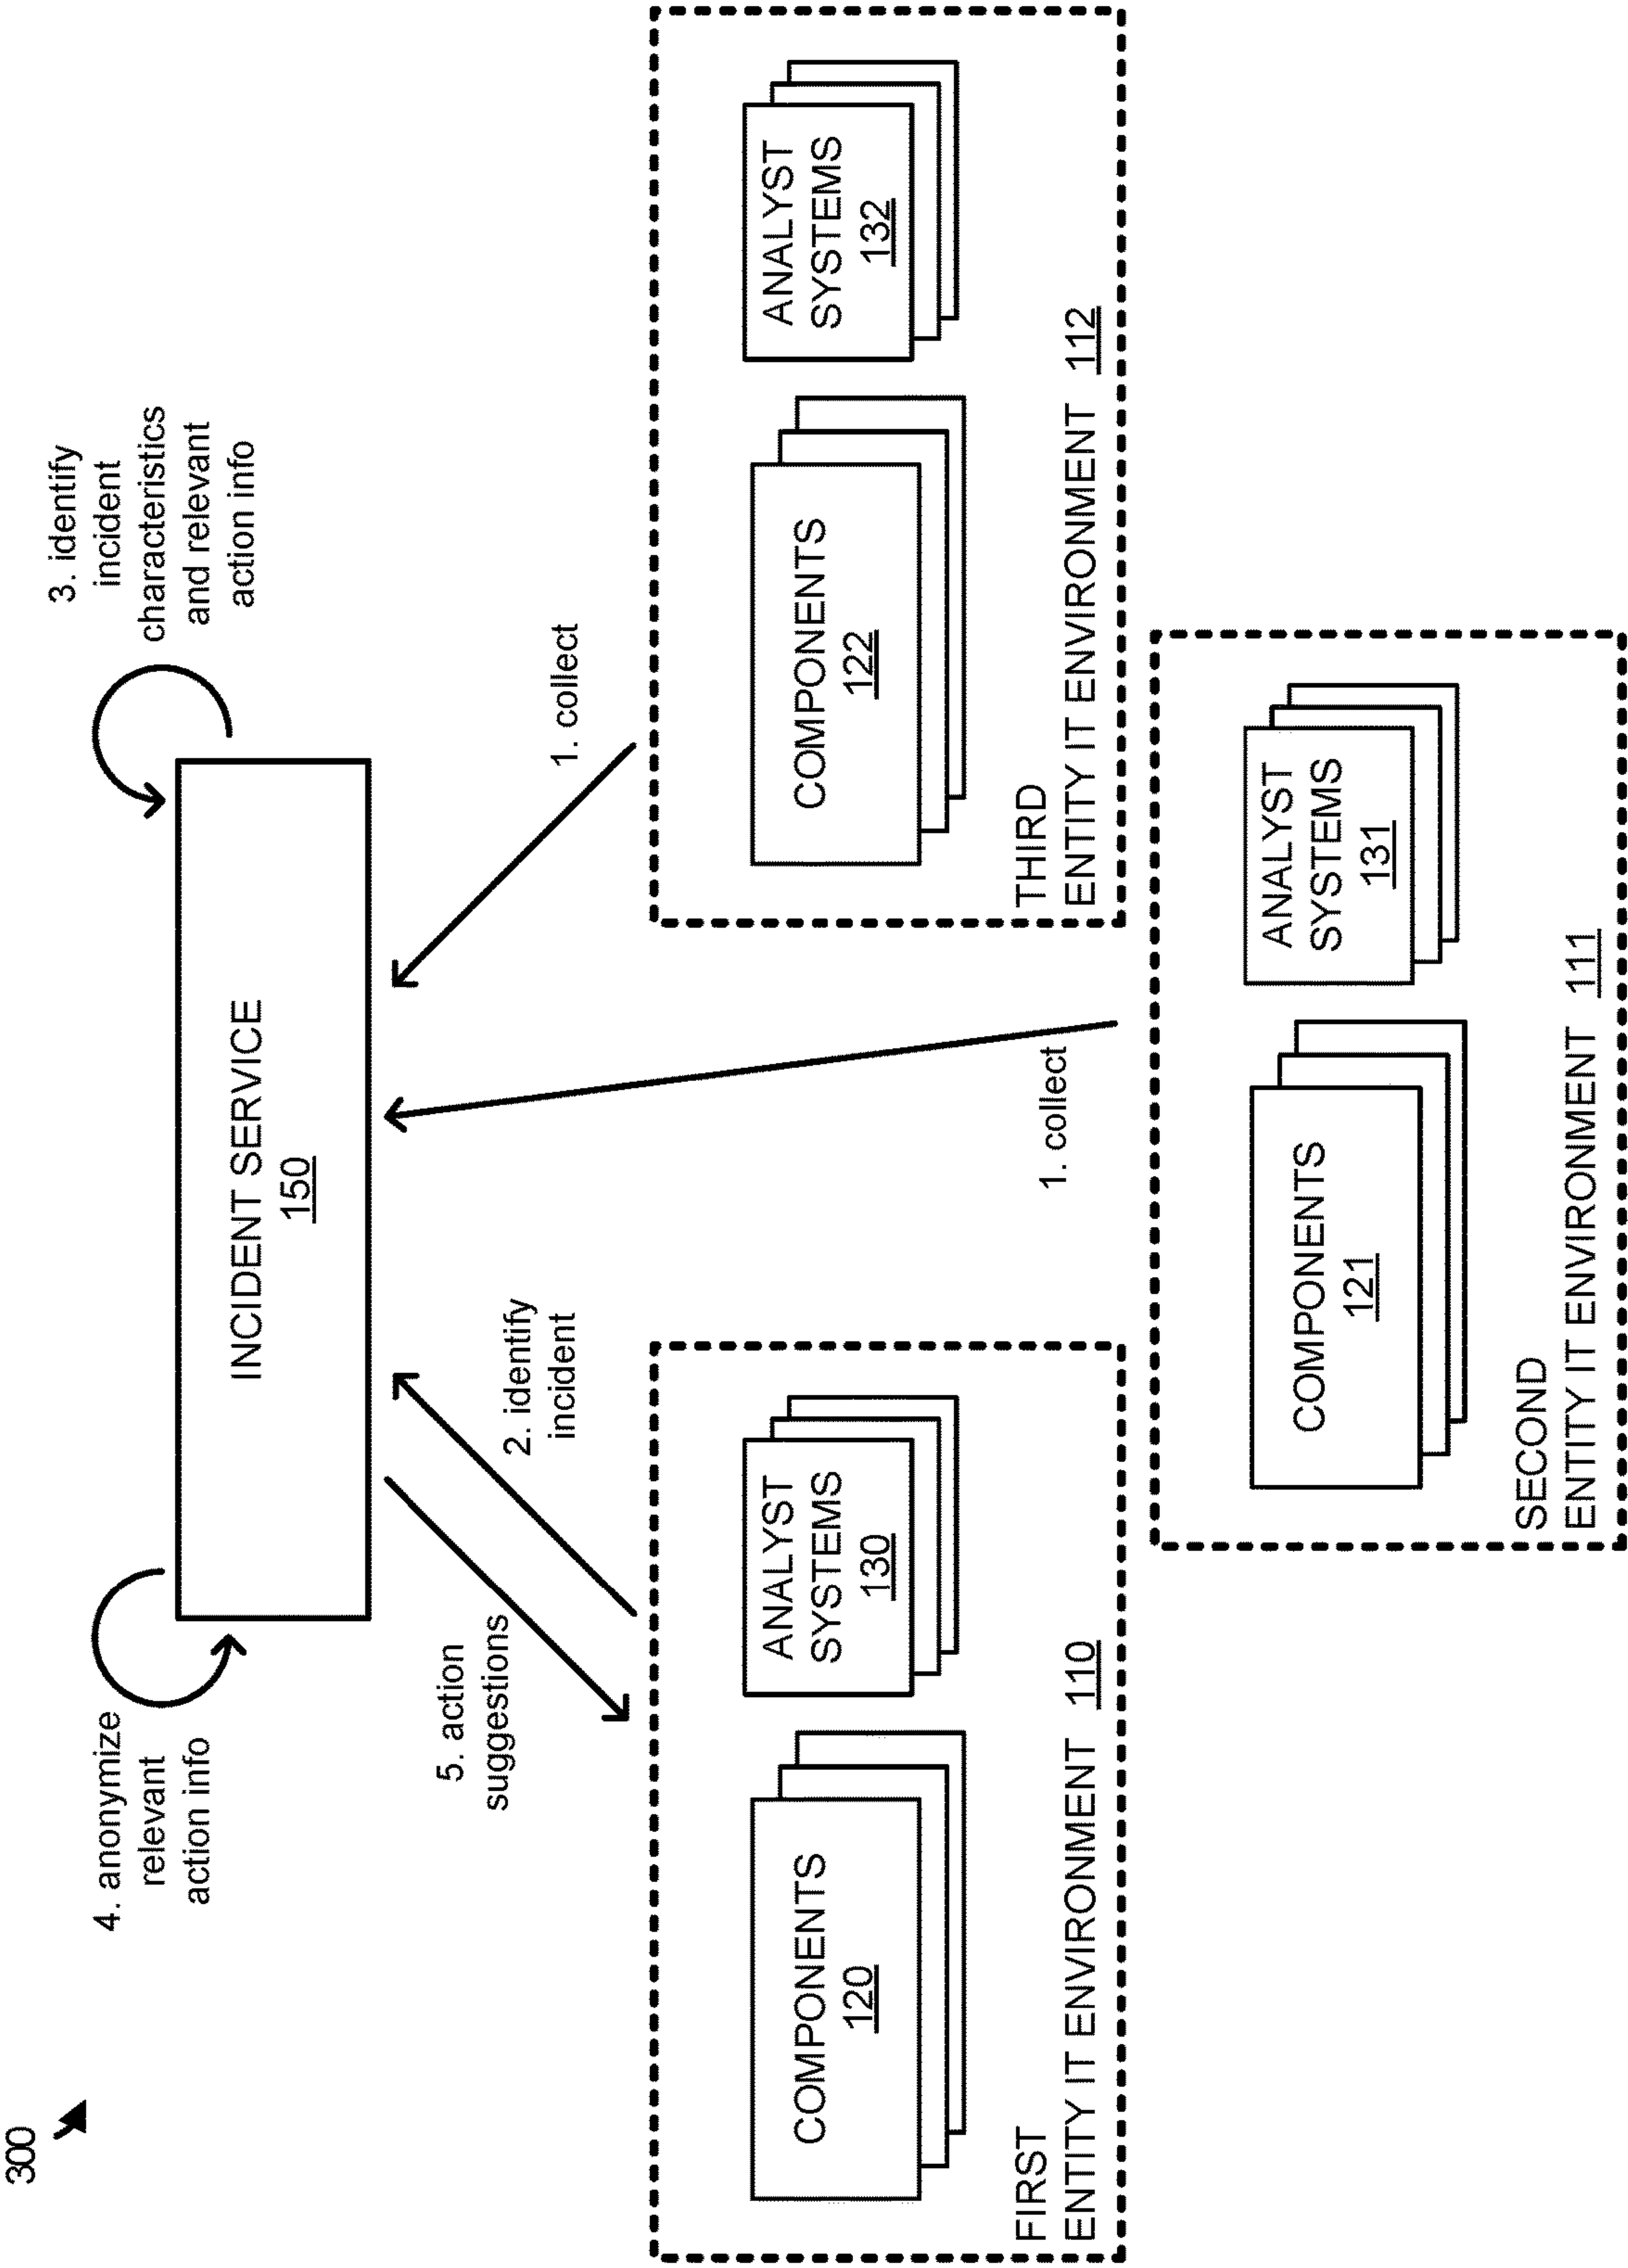 300
4. anonymize
relevant
action info
3. identify
incident
characteristics
and relevant
action info
INCIDENT SERVICE
150
5. action
suggestions
2. identify
incident
1. collect
1. collect
COMPONENTS
120
ANALYST
SYSTEMS
130
FIRST
ENTITY IT ENVIRONMENT 110
COMPONENTS
122
ANALYST
SYSTEMS
132
THIRD
ENTITY IT ENVIRONMENT 112
COMPONENTS
121
ANALYST
SYSTEMS
131
SECOND
ENTITY IT ENVIRONMENT 111